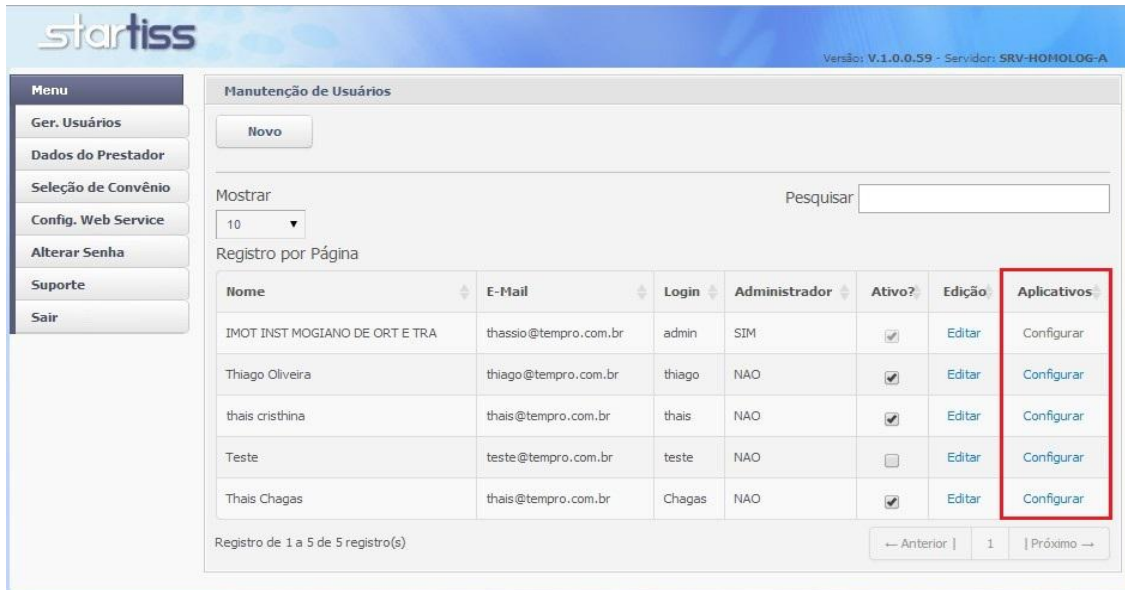 startiss
Versão: V.1.0.0.59 - Servidor: SRV-HOMOLOG-A
Menu
Ger. Usuários
Dados do Prestador
Seleção de Convênio
Config. Web Service
Alterar Senha
Suporte
Sair
Manutenção de Usuários
Novo
Mostrar
Pesquisar
10
Registro por Página
Nome E-Mail Login Administrador Ativo? Edição Aplicativos
IMOT INST MOGIANO DE ORT E TRA thassio@tempro.com.br admin SIM Editar Configurar
Thiago Oliveira thiago@tempro.com.br thiago NAO Editar Configurar
thais cristhina thais@tempro.com.br thais NAO Editar Configurar
Teste teste@tempro.com.br teste NAO Editar Configurar
Thais Chagas thais@tempro.com.br Chagas NAO Editar Configurar
Registro de 1 a 5 de 5 registro(s)
← Anterior | 1 | Próximo →